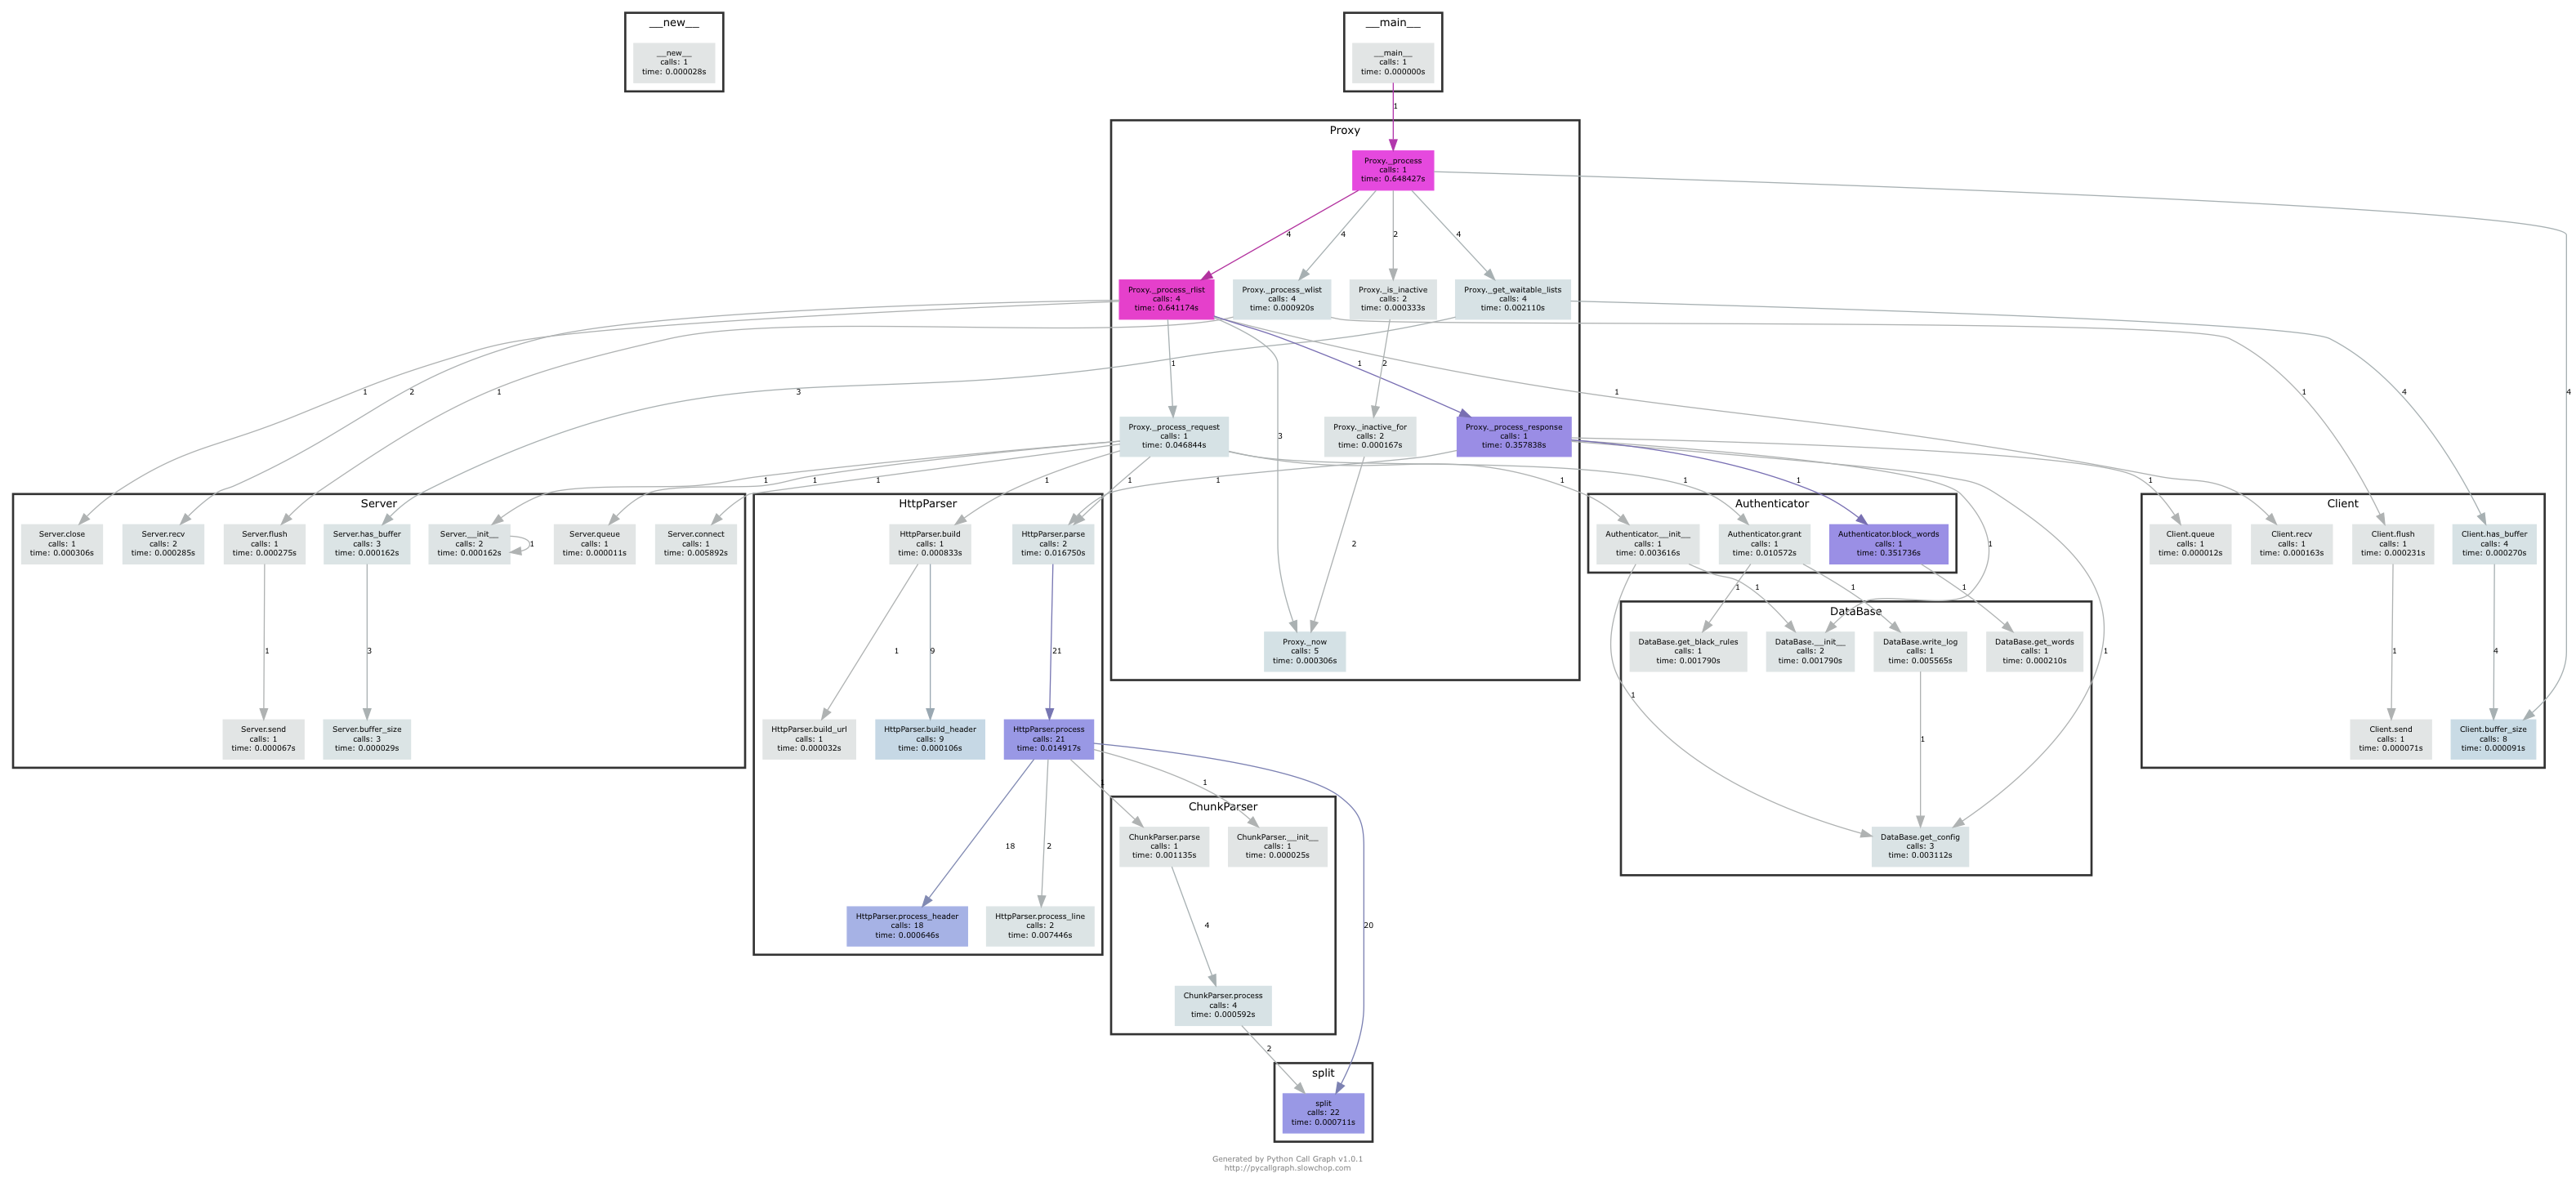 __new__
__new__
calls: 1
time: 0.000028s
__main__
__main__
calls: 1
time: 0.000000s
1
Proxy
Proxy._process
calls: 1
time: 0.648427s
4
4
2
4
Proxy._process_rlist
calls: 4
time: 0.641174s
Proxy._process_wlist
calls: 4
time: 0.000920s
Proxy._is_inactive
calls: 2
time: 0.000333s
Proxy._get_waitable_lists
calls: 4
time: 0.002110s
1
1
2
1
2
1
3
1
1
4
4
Proxy._process_request
calls: 1
time: 0.046844s
3
Proxy._inactive_for
calls: 2
time: 0.000167s
Proxy._process_response
calls: 1
time: 0.357838s
1
1
1
1
1
1
1
1
1
1
Server
Server.close
calls: 1
time: 0.000306s
Server.recv
calls: 2
time: 0.000285s
Server.flush
calls: 1
time: 0.000275s
Server.has_buffer
calls: 3
time: 0.000162s
Server.__init__
calls: 2
time: 0.000162s
1
Server.queue
calls: 1
time: 0.000011s
Server.connect
calls: 1
time: 0.005892s
1
3
Server.send
calls: 1
time: 0.000067s
Server.buffer_size
calls: 3
time: 0.000029s
HttpParser
HttpParser.build
calls: 1
time: 0.000833s
HttpParser.parse
calls: 2
time: 0.016750s
1
9
21
HttpParser.build_url
calls: 1
time: 0.000032s
HttpParser.build_header
calls: 9
time: 0.000106s
HttpParser.process
calls: 21
time: 0.014917s
18
2
1
1
20
HttpParser.process_header
calls: 18
time: 0.000646s
HttpParser.process_line
calls: 2
time: 0.007446s
2
Proxy._now
calls: 5
time: 0.000306s
Authenticator
Authenticator.__init__
calls: 1
time: 0.003616s
Authenticator.grant
calls: 1
time: 0.010572s
Authenticator.block_words
calls: 1
time: 0.351736s
1
1
1
1
1
DataBase
DataBase.get_black_rules
calls: 1
time: 0.001790s
DataBase.__init__
calls: 2
time: 0.001790s
DataBase.write_log
calls: 1
time: 0.005565s
DataBase.get_words
calls: 1
time: 0.000210s
1
1
1
DataBase.get_config
calls: 3
time: 0.003112s
Client
Client.queue
calls: 1
time: 0.000012s
Client.recv
calls: 1
time: 0.000163s
Client.flush
calls: 1
time: 0.000231s
Client.has_buffer
calls: 4
time: 0.000270s
1
4
Client.send
calls: 1
time: 0.000071s
Client.buffer_size
calls: 8
time: 0.000091s
ChunkParser
ChunkParser.parse
calls: 1
time: 0.001135s
ChunkParser.__init__
calls: 1
time: 0.000025s
4
ChunkParser.process
calls: 4
time: 0.000592s
2
split
split
calls: 22
time: 0.000711s
Generated by Python Call Graph v1.0.1
http://pycallgraph.slowchop.com